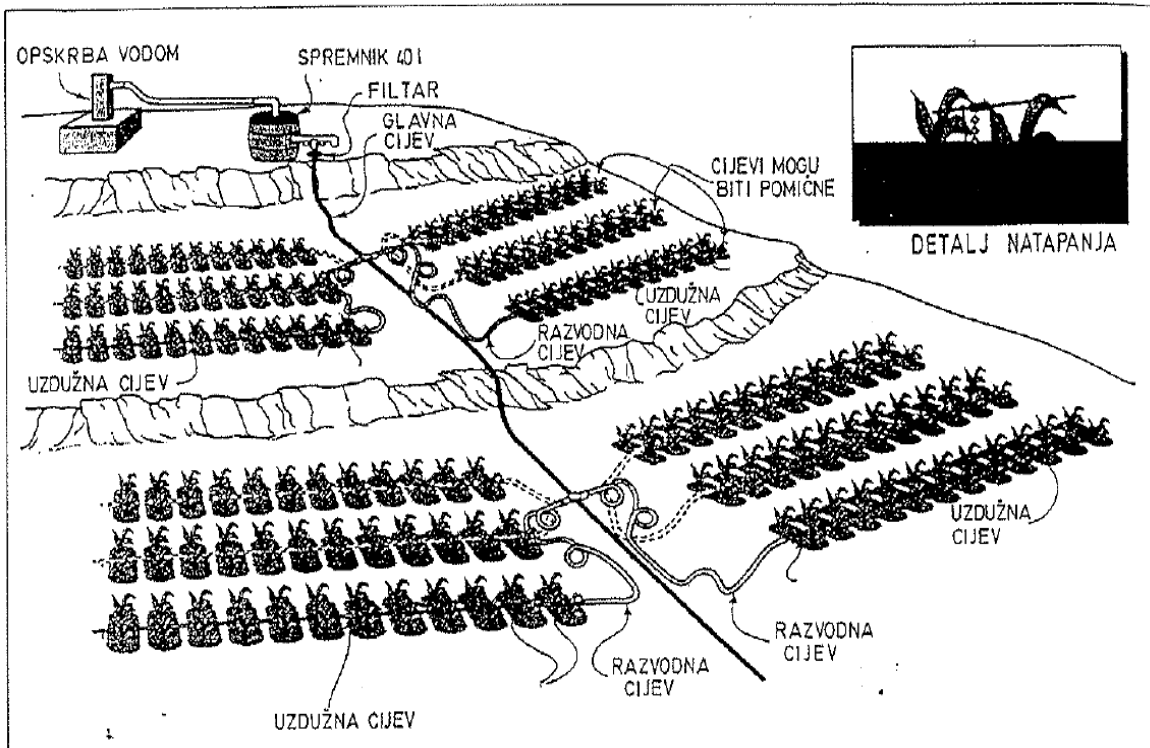 OPSKRBA VODOM
SPREMNIK 40 l
FILTAR
GLAVNA
CIJEV
CIJEVI MOGU
BITI POMIČNE
DETALJ NATAPANJA
UZDUŽNA
CIJEV
RAZVODNA
CIJEV
UZDUŽNA CIJEV
UZDUŽNA
CIJEV
RAZVODNA
CIJEV
RAZVODNA
CIJEV
UZDUŽNA CIJEV